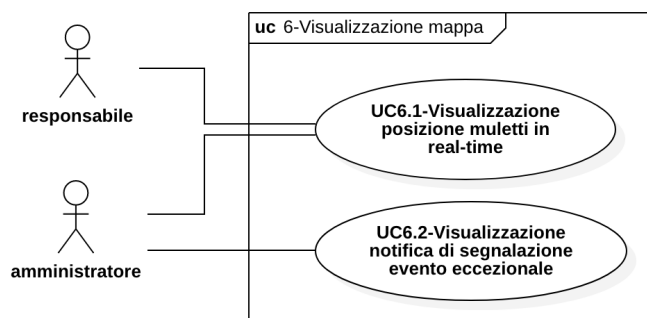 uc 6-Visualizzazione mappa
responsabile
UC6.1-Visualizzazione
posizione muletti in
real-time
UC6.2-Visualizzazione
notifica di segnalazione
evento eccezionale
amministratore